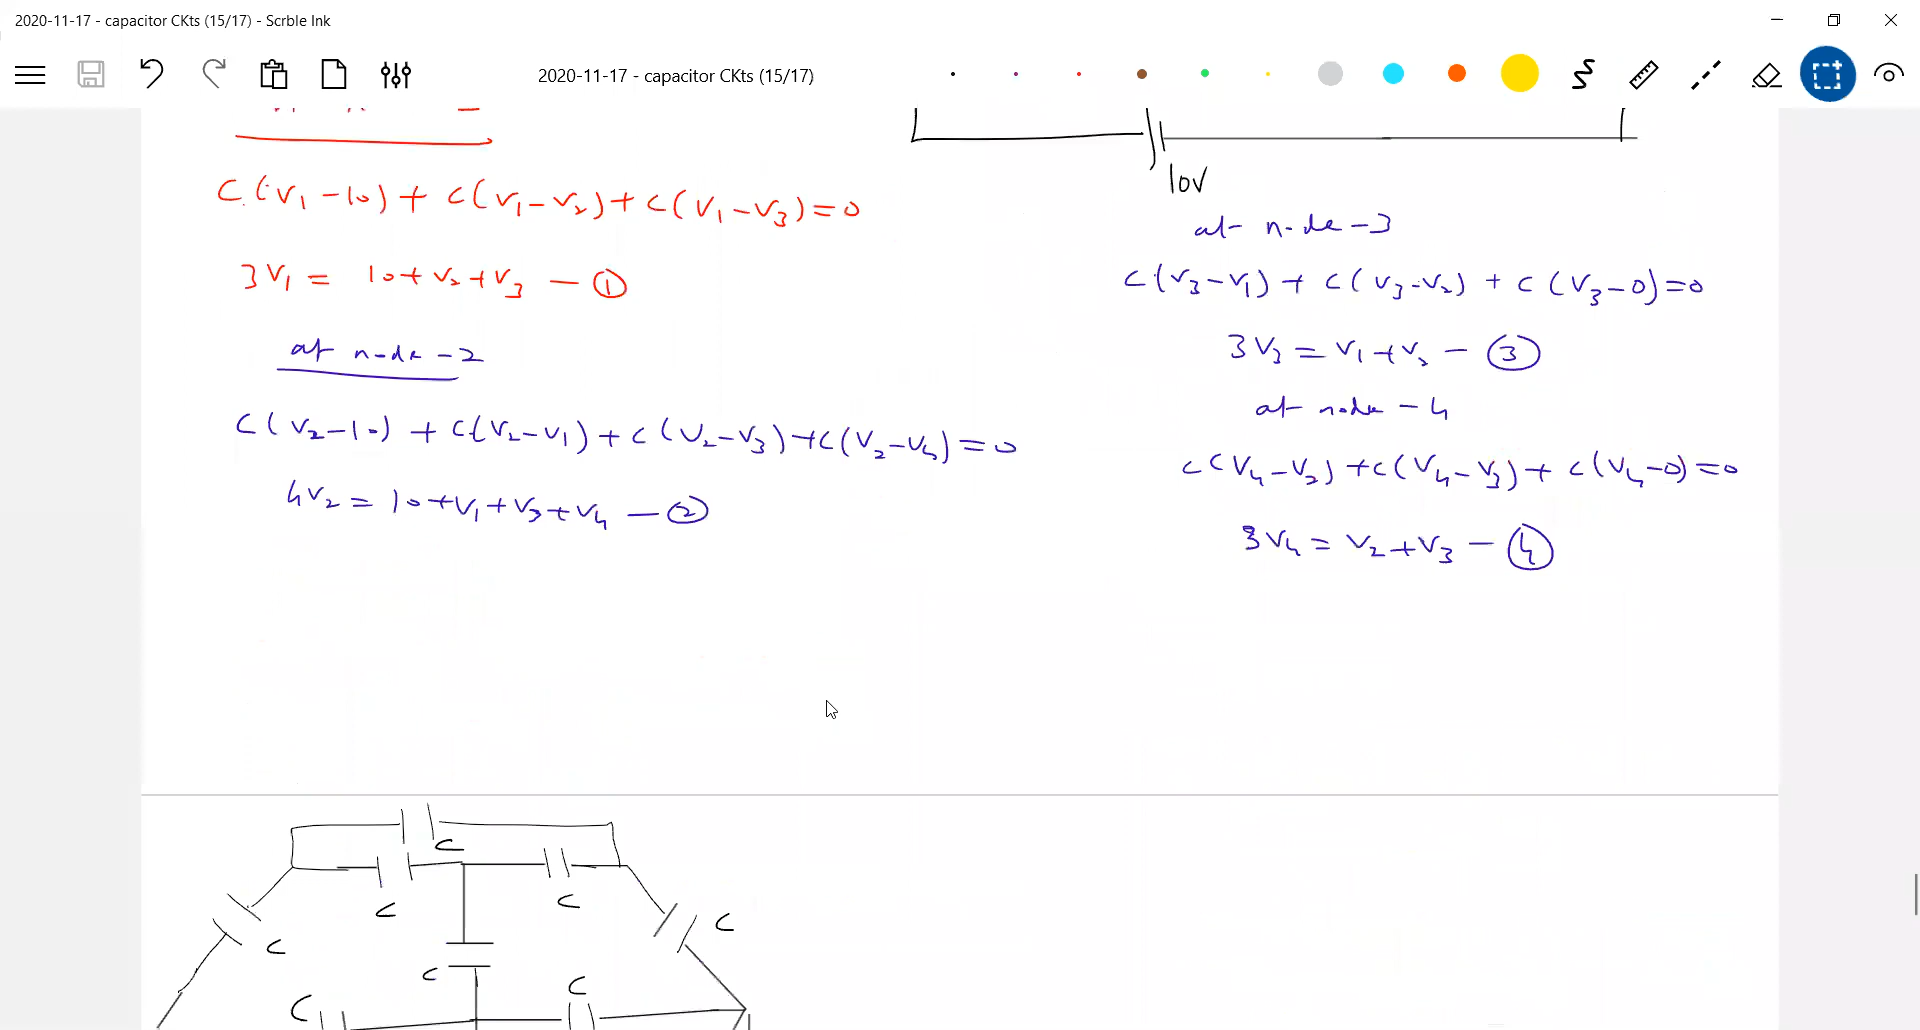 2020-11-17 - capacitor CKts (15/17) - Scrble Ink
2020-11-17 - capacitor CKts (15/17)
C(V₁-10) + C(V₁-V₂) + C(V₁-V₃) = 0
3V₁ = 10 + V₂ + V₃ - ①
at node - 2
C(V₂-10) + C(V₂-V₁) + C(V₂-V₃) + C(V₂-V₄) = 0
4V₂ = 10 + V₁ + V₃ + V₄ - ②
10V
at node - 3
C(V₃-V₁) + C(V₃-V₂) + C(V₃-0) = 0
3V₃ = V₁ + V₂ - ③
at node - 4
C(V₄-V₂) + C(V₄-V₃) + C(V₄-0) = 0
3V₄ = V₂ + V₃ - ④
C
C
C
C
C
C
C
C